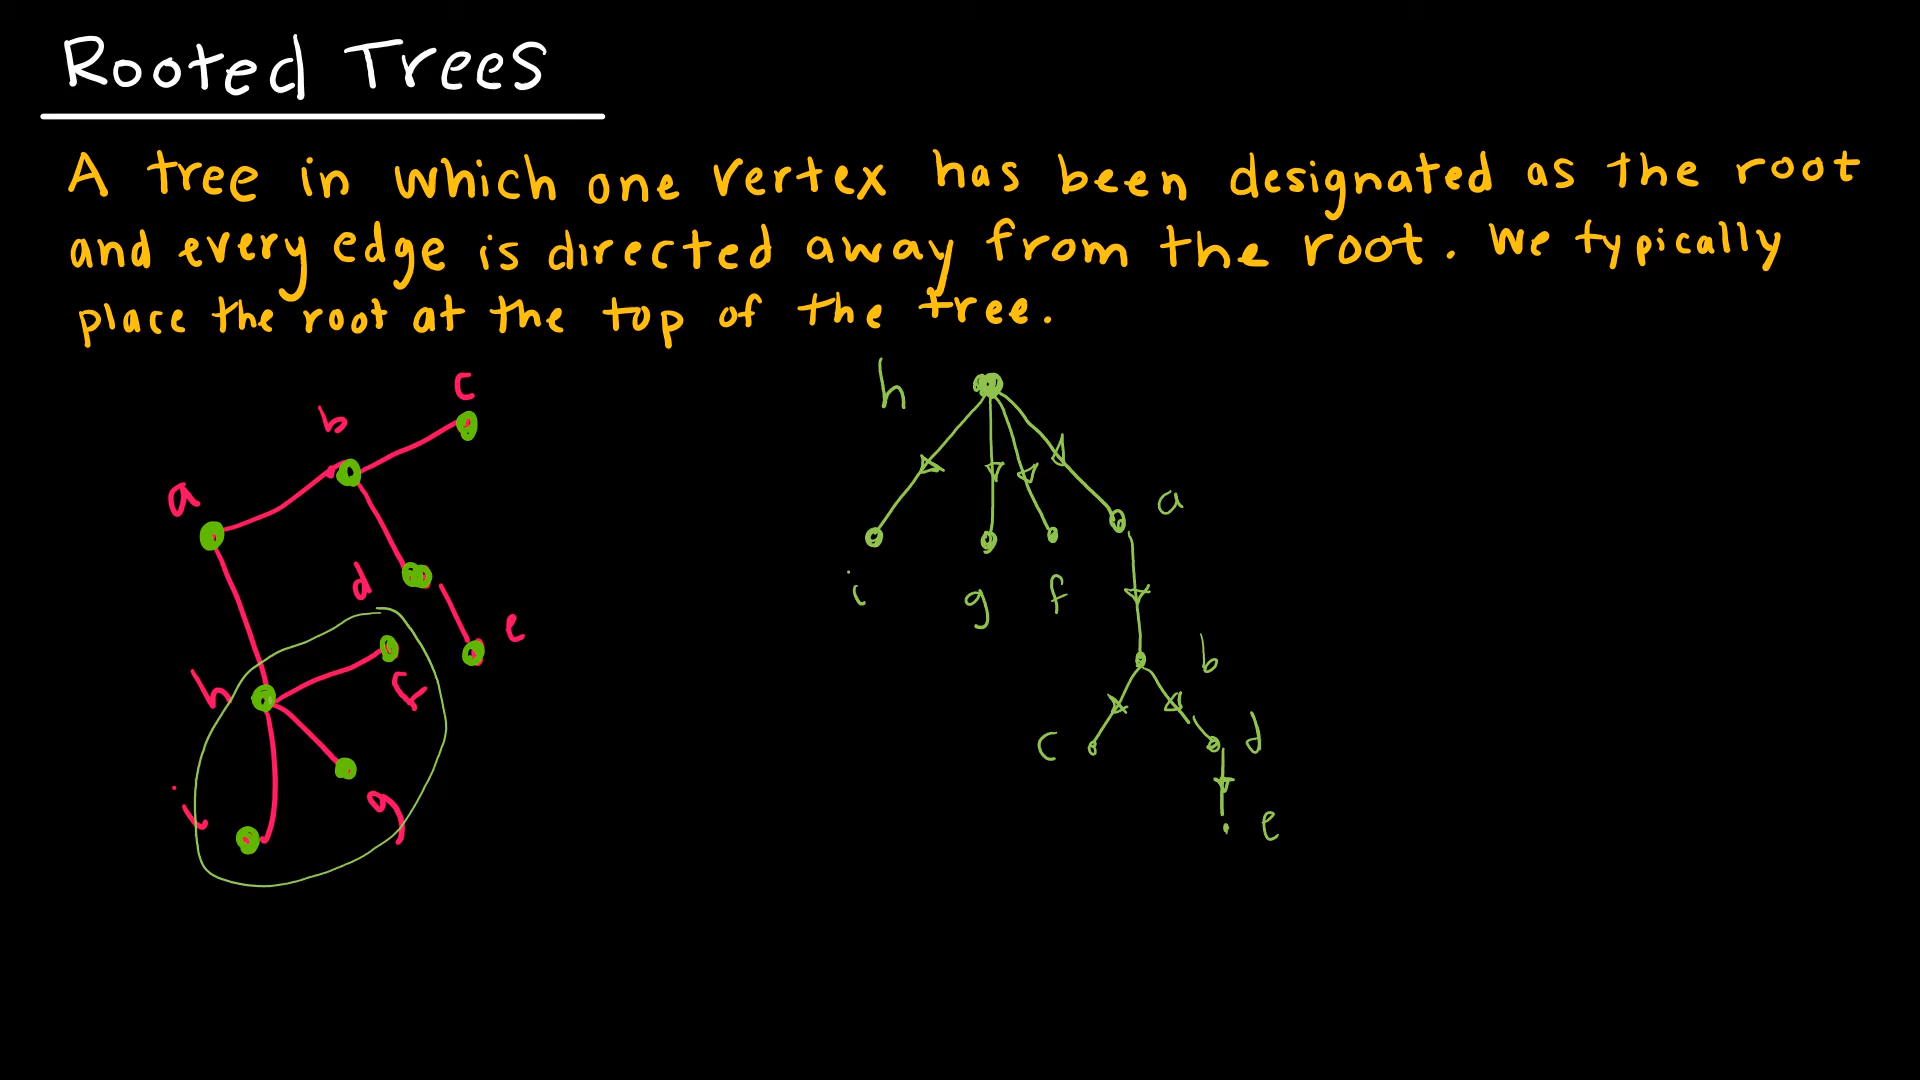 Rooted Trees
A tree in which one vertex has been designated as the root
and every edge is directed away from the root. We typically
place the root at the top of the tree.
c
b
a
d
e
h
f
i
g
h
a
i
g
f
b
c
d
e